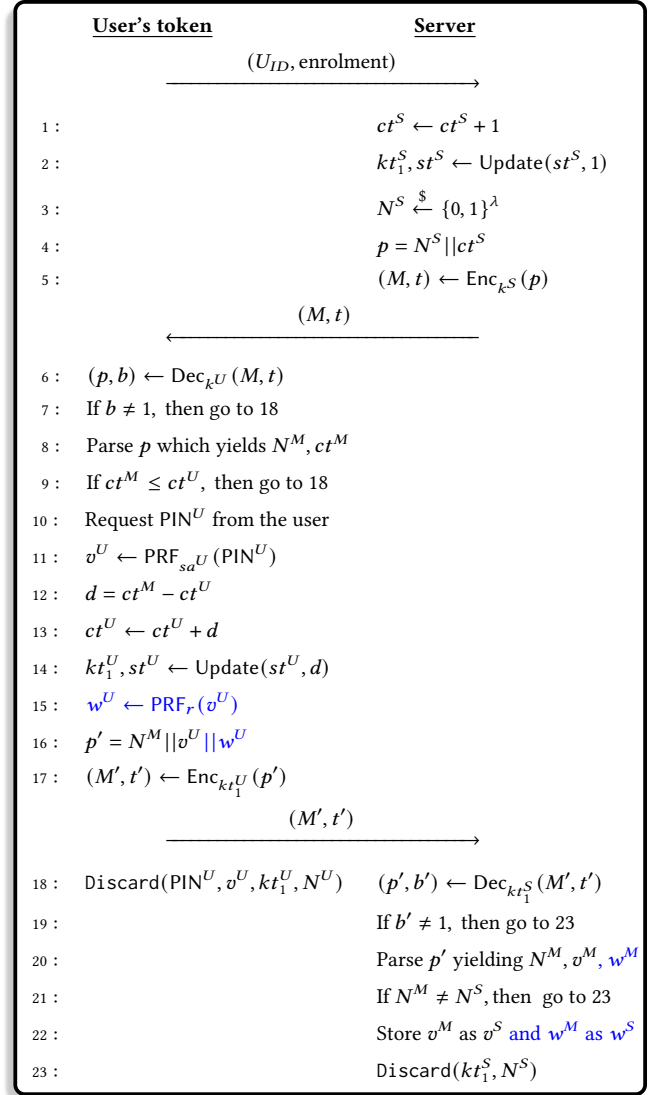 User's token Server
(U_ID, enrolment)
1 : ct^S ← ct^S + 1
2 : kt_1^S, st^S ← Update(st^S, 1)
3 : N^S ←$ {0, 1}^λ
4 : p = N^S||ct^S
5 : (M, t) ← Enc_{k^S}(p)
(M, t)
6 : (p, b) ← Dec_{k^U}(M, t)
7 : If b ≠ 1, then go to 18
8 : Parse p which yields N^M, ct^M
9 : If ct^M ≤ ct^U, then go to 18
10 : Request PIN^U from the user
11 : v^U ← PRF_{sa^U}(PIN^U)
12 : d = ct^M − ct^U
13 : ct^U ← ct^U + d
14 : kt_1^U, st^U ← Update(st^U, d)
15 : w^U ← PRF_r(v^U)
16 : p′ = N^M||v^U||w^U
17 : (M′, t′) ← Enc_{kt_1^U}(p′)
(M′, t′)
18 : Discard(PIN^U, v^U, kt_1^U, N^U) (p′, b′) ← Dec_{kt_1^S}(M′, t′)
19 : If b′ ≠ 1, then go to 23
20 : Parse p′ yielding N^M, v^M, w^M
21 : If N^M ≠ N^S, then go to 23
22 : Store v^M as v^S and w^M as w^S
23 : Discard(kt_1^S, N^S)